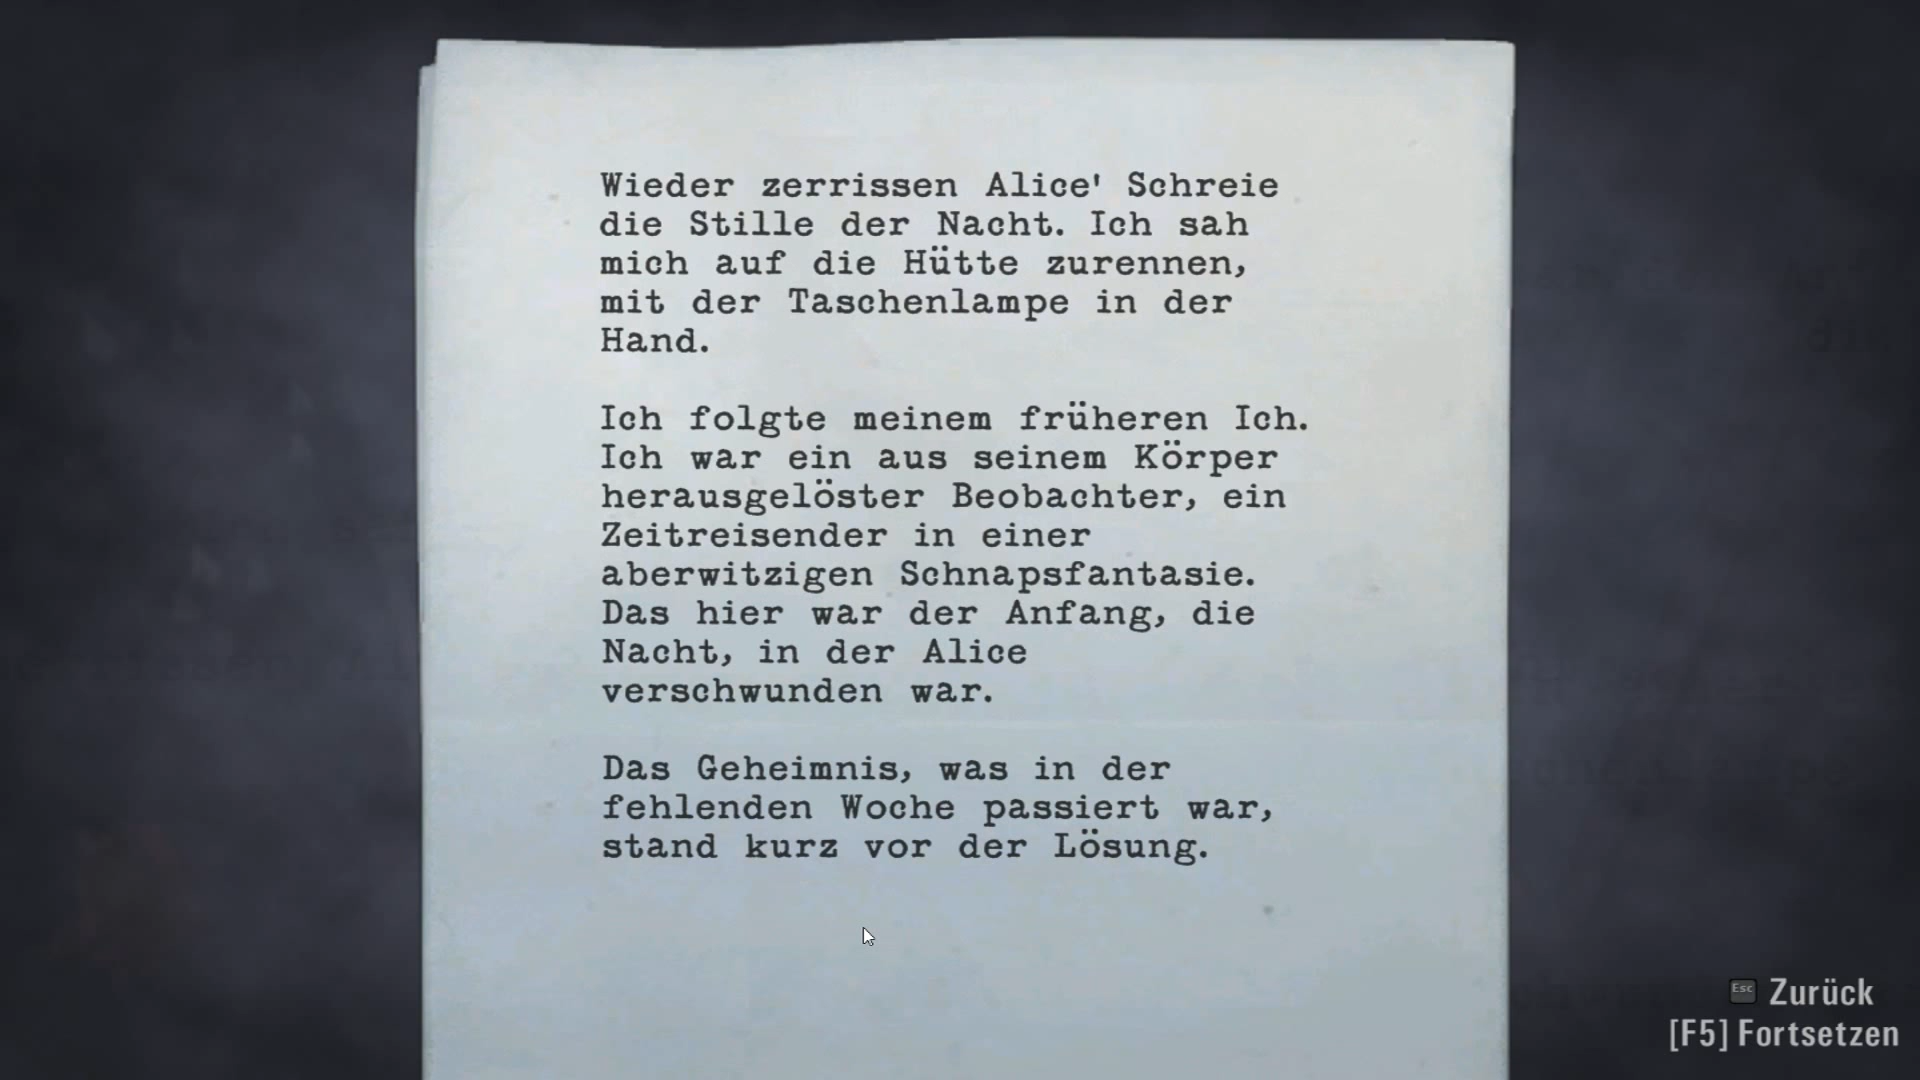 Wieder zerrissen Alice' Schreie
die Stille der Nacht. Ich sah
mich auf die Hütte zurennen,
mit der Taschenlampe in der
Hand.
Ich folgte meinem früheren Ich.
Ich war ein aus seinem Körper
herausgelöster Beobachter, ein
Zeitreisender in einer
aberwitzigen Schnapsfantasie.
Das hier war der Anfang, die
Nacht, in der Alice
verschwunden war.
Das Geheimnis, was in der
fehlenden Woche passiert war,
stand kurz vor der Lösung.
Esc Zurück
[F5] Fortsetzen